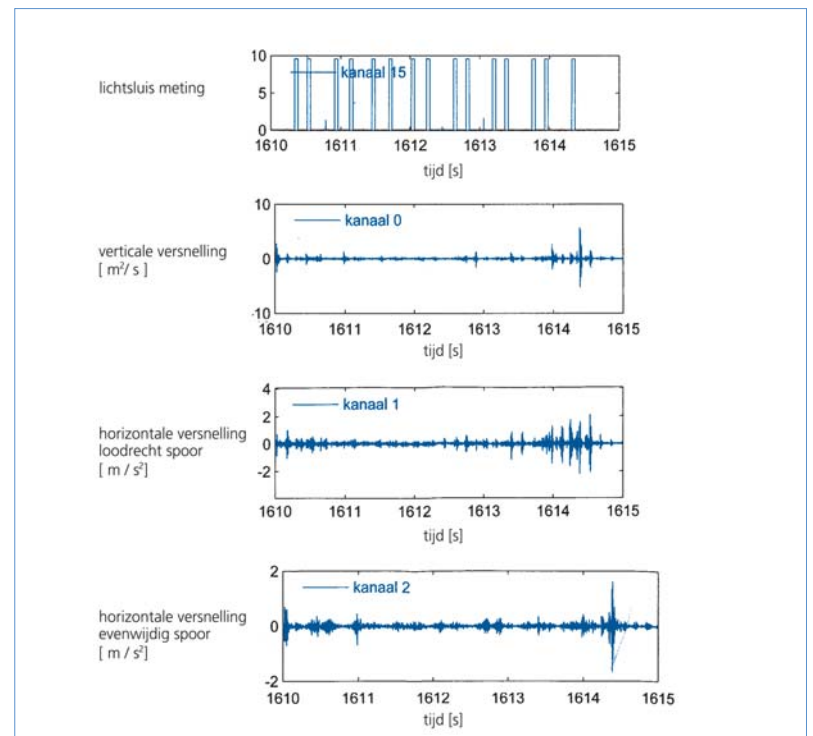 lichtsluis meting
10
5
0
kanaal 15
1610 1611 1612 1613 1614 1615
tijd [s]
verticale versnelling
[ m²/ s ]
10
0
-10
kanaal 0
1610 1611 1612 1613 1614 1615
tijd [s]
horizontale versnelling
loodrecht spoor
[ m / s²]
4
2
0
-2
kanaal 1
1610 1611 1612 1613 1614 1615
tijd [s]
horizontale versnelling
evenwijdig spoor
[ m / s²]
2
0
-2
kanaal 2
1610 1611 1612 1613 1614 1615
tijd [s]